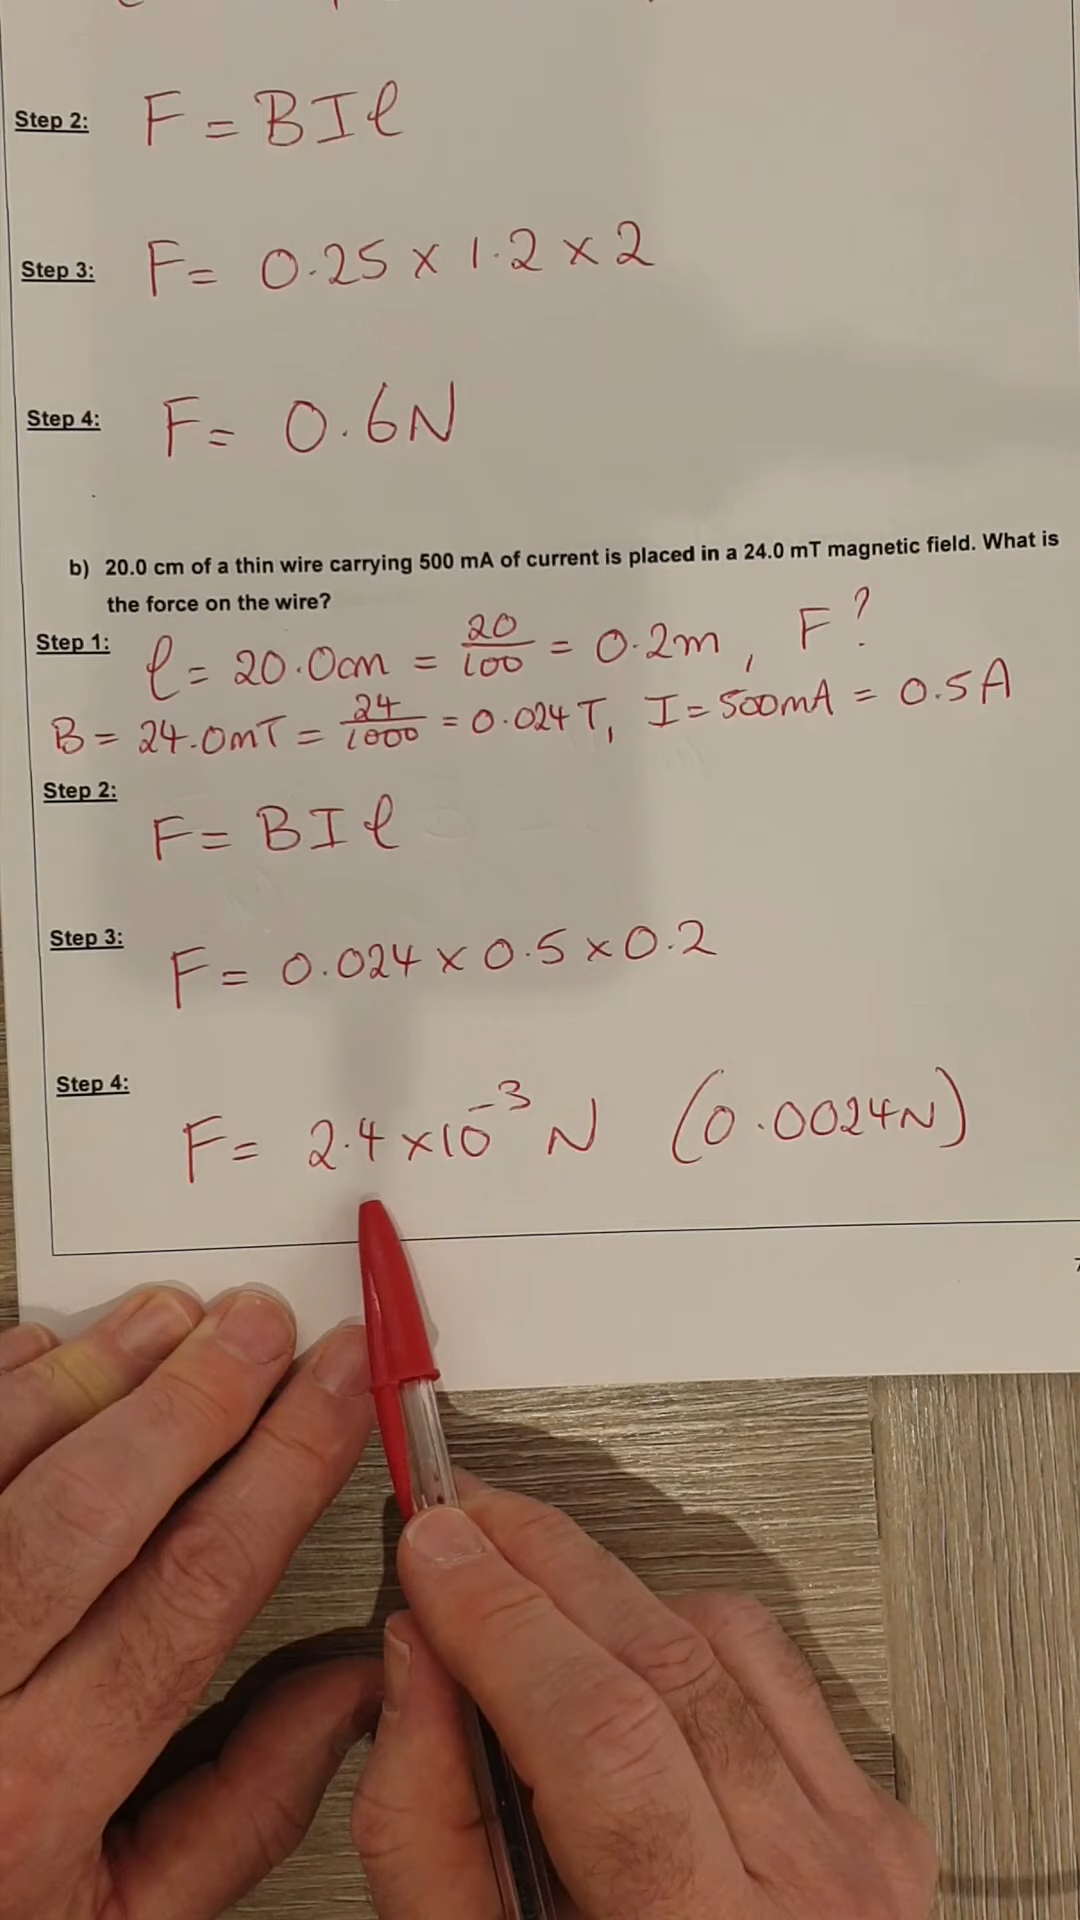 Step 2: F = BIl
Step 3: F = 0.25 × 1.2 × 2
Step 4: F = 0.6N
b) 20.0 cm of a thin wire carrying 500 mA of current is placed in a 24.0 mT magnetic field. What is
the force on the wire?
Step 1: l = 20.0cm = 20/100 = 0.2m, F?
B = 24.0mT = 24/1000 = 0.024T, I = 500mA = 0.5A
Step 2: F = BIl
Step 3: F = 0.024 × 0.5 × 0.2
Step 4: F = 2.4 × 10⁻³ N (0.0024N)